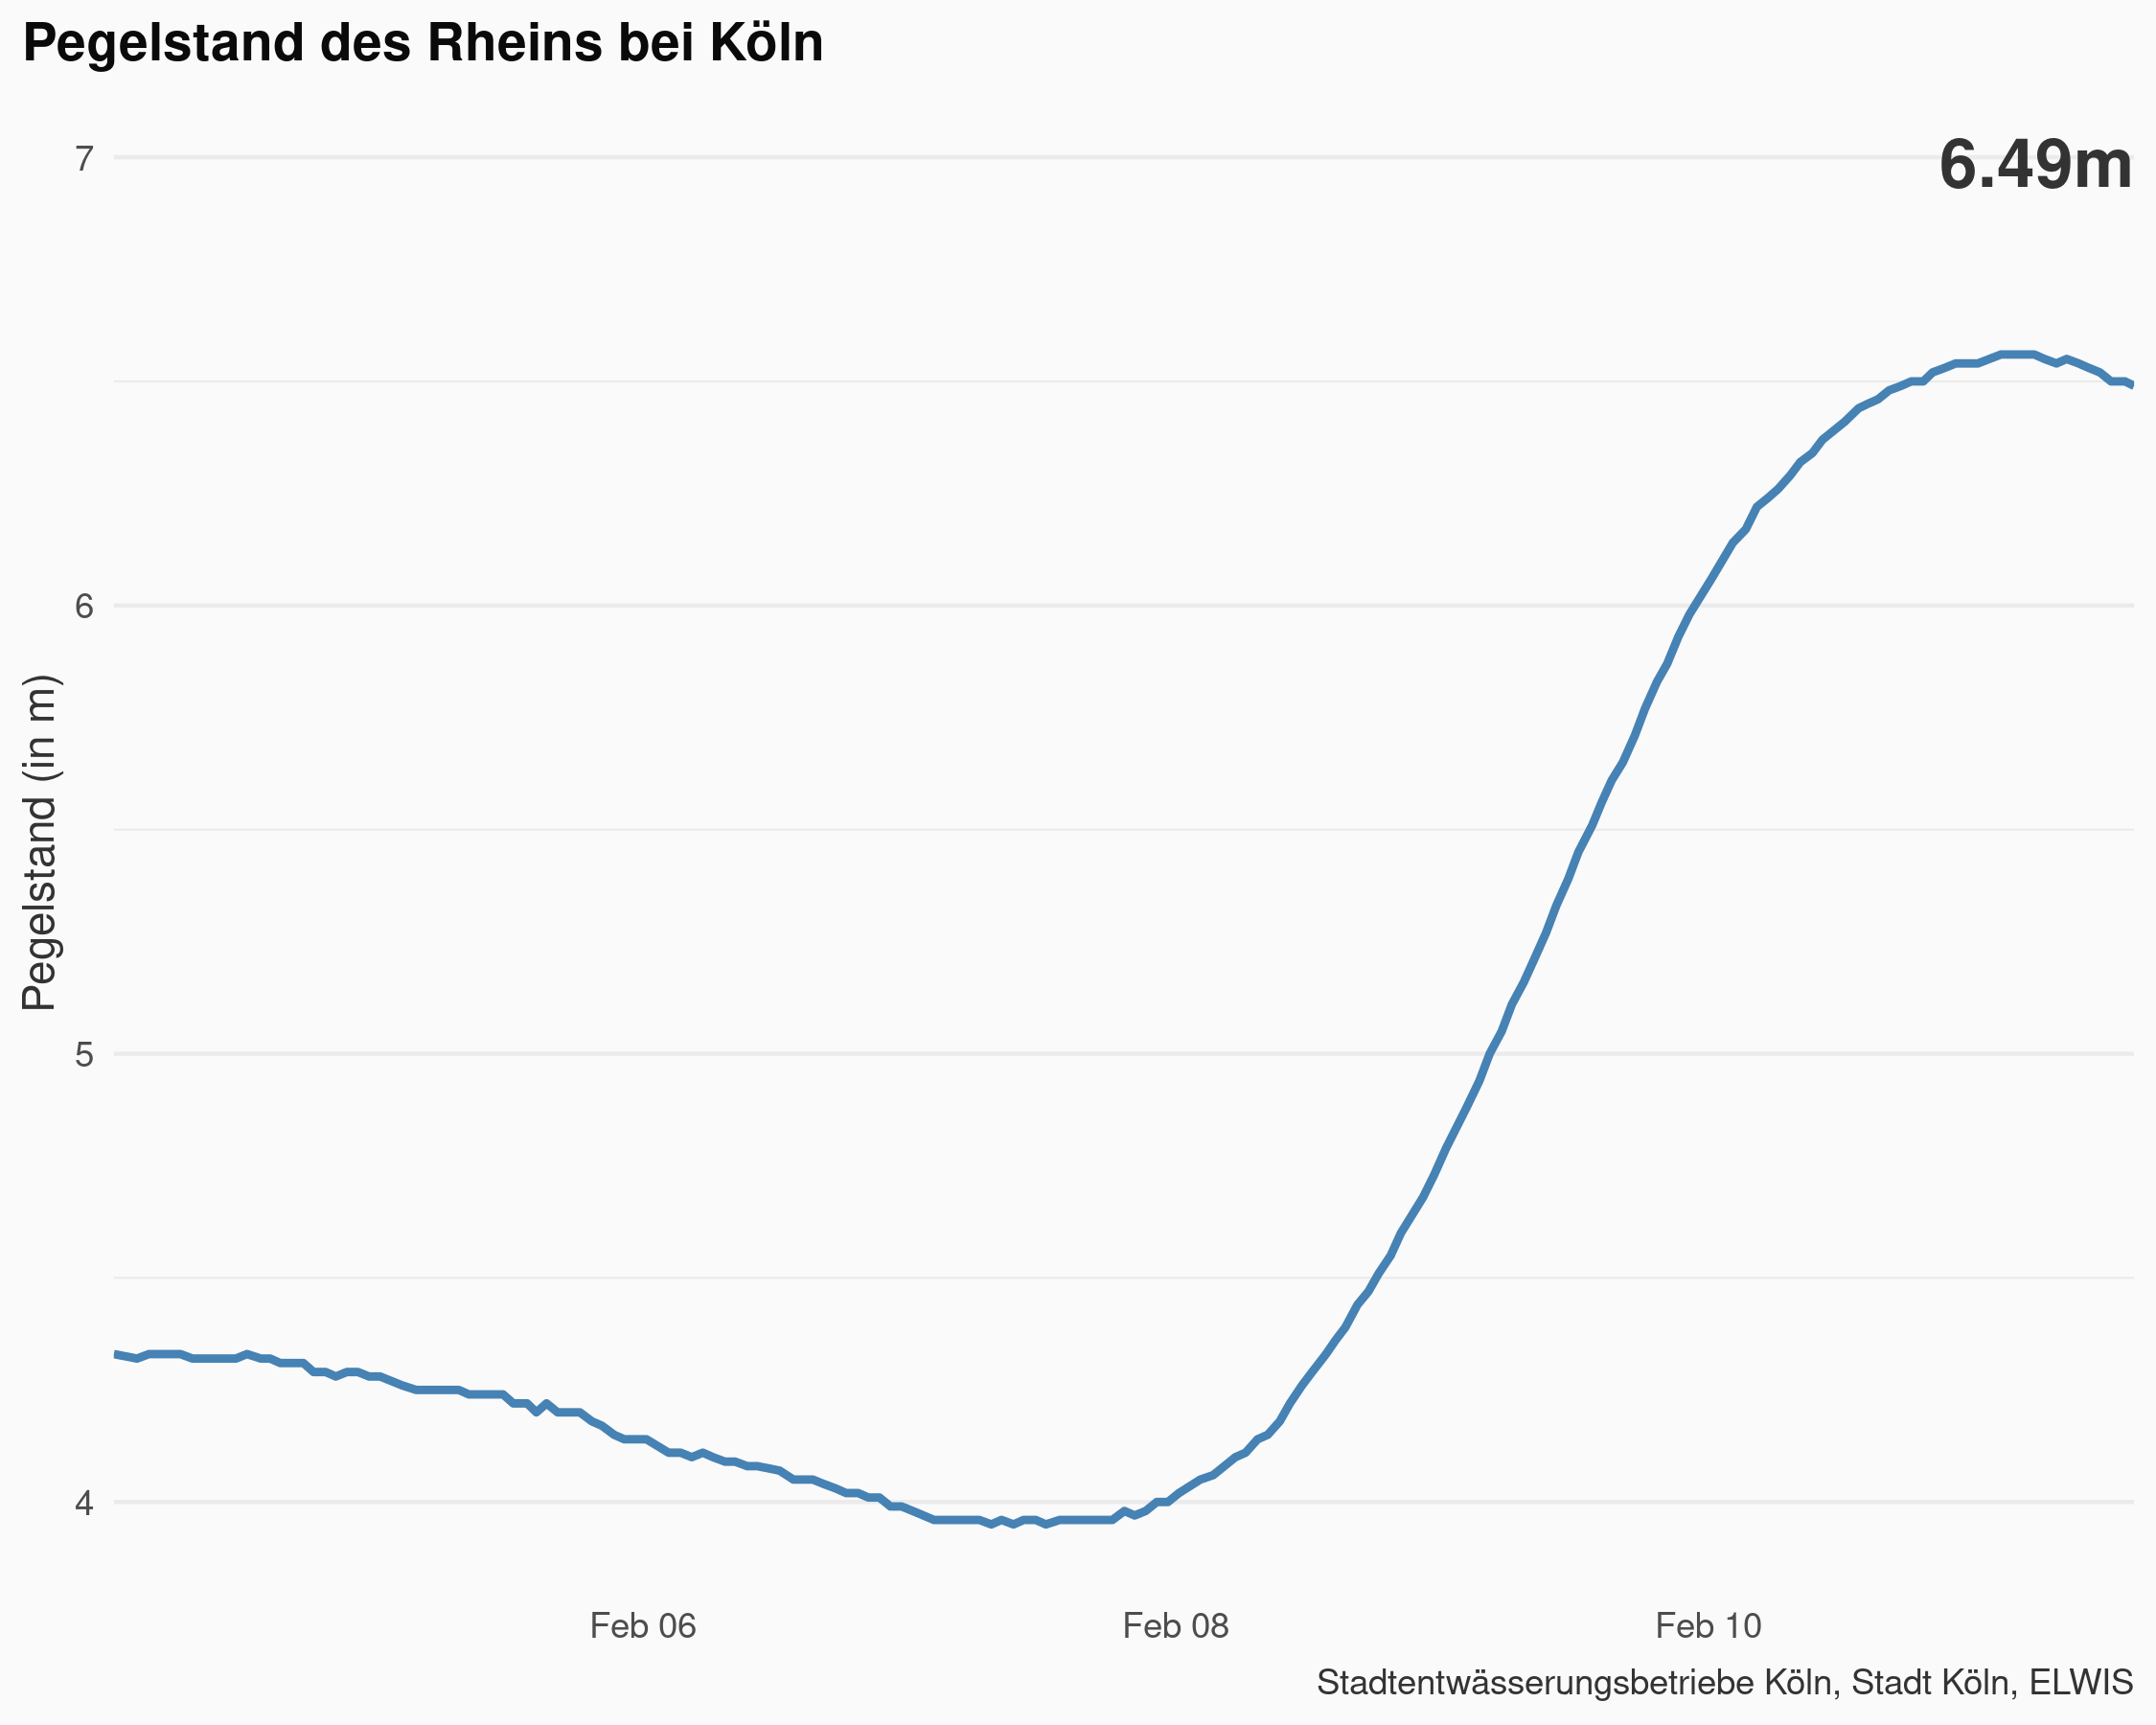 Pegelstand des Rheins bei Köln
6.49m
7
6
5
4
Pegelstand (in m)
Feb 06 Feb 08 Feb 10
Stadtentwässerungsbetriebe Köln, Stadt Köln, ELWIS